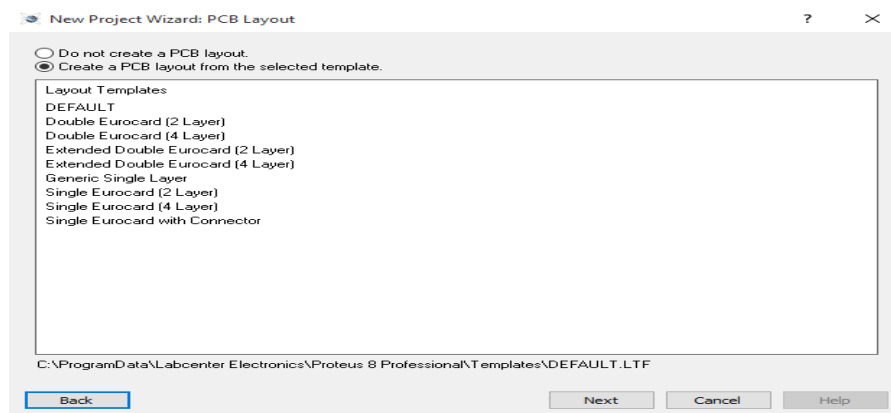 New Project Wizard: PCB Layout ? ×
Do not create a PCB layout.
Create a PCB layout from the selected template.
Layout Templates
DEFAULT
Double Eurocard (2 Layer)
Double Eurocard (4 Layer)
Extended Double Eurocard (2 Layer)
Extended Double Eurocard (4 Layer)
Generic Single Layer
Single Eurocard (2 Layer)
Single Eurocard (4 Layer)
Single Eurocard with Connector
C:\ProgramData\Labcenter Electronics\Proteus 8 Professional\Templates\DEFAULT.LTF
Back Next Cancel Help